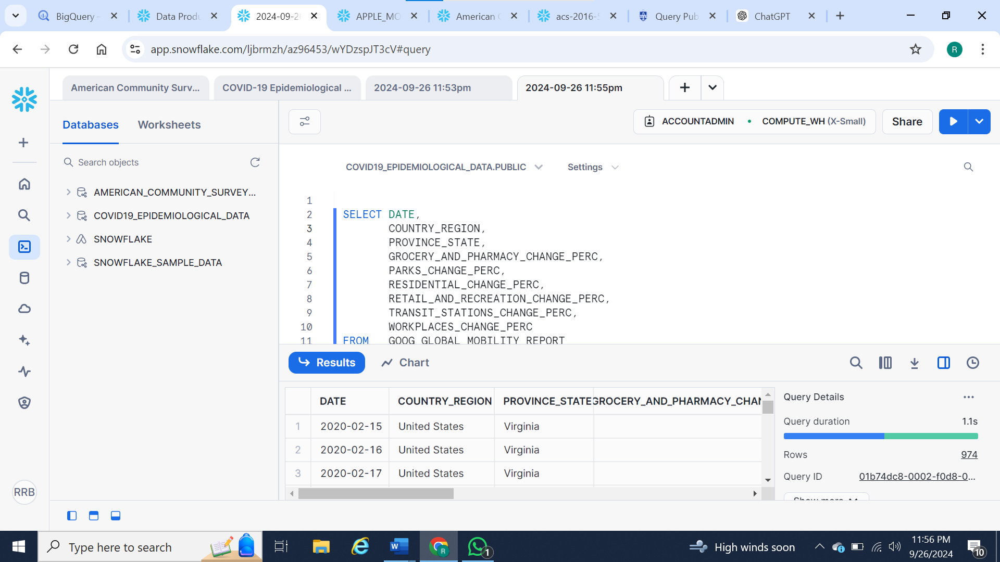 BigQuery –
Data Produ
2024-09-2
APPLE_MO
American C
acs-2016-5
Query Pub
ChatGPT
app.snowflake.com/ljbrmzh/az96453/wYDzspJT3cV#query
R
American Community Surv...
COVID-19 Epidemiological ...
2024-09-26 11:53pm
2024-09-26 11:55pm
Databases
Worksheets
ACCOUNTADMIN
COMPUTE_WH (X-Small)
Share
Search objects
COVID19_EPIDEMIOLOGICAL_DATA.PUBLIC
Settings
AMERICAN_COMMUNITY_SURVEY...
COVID19_EPIDEMIOLOGICAL_DATA
SNOWFLAKE
SNOWFLAKE_SAMPLE_DATA
1
2 SELECT DATE,
3 COUNTRY_REGION,
4 PROVINCE_STATE,
5 GROCERY_AND_PHARMACY_CHANGE_PERC,
6 PARKS_CHANGE_PERC,
7 RESIDENTIAL_CHANGE_PERC,
8 RETAIL_AND_RECREATION_CHANGE_PERC,
9 TRANSIT_STATIONS_CHANGE_PERC,
10 WORKPLACES_CHANGE_PERC
11 FROM GOOG_GLOBAL_MOBILITY_REPORT
Results
Chart
DATE COUNTRY_REGION PROVINCE_STATE GROCERY_AND_PHARMACY_CHAN
1 2020-02-15 United States Virginia
2 2020-02-16 United States Virginia
3 2020-02-17 United States Virginia
Query Details
Query duration 1.1s
Rows 974
Query ID 01b74dc8-0002-f0d8-0...
Show more
RRB
Type here to search
R
1
High winds soon
11:56 PM
9/26/2024
10